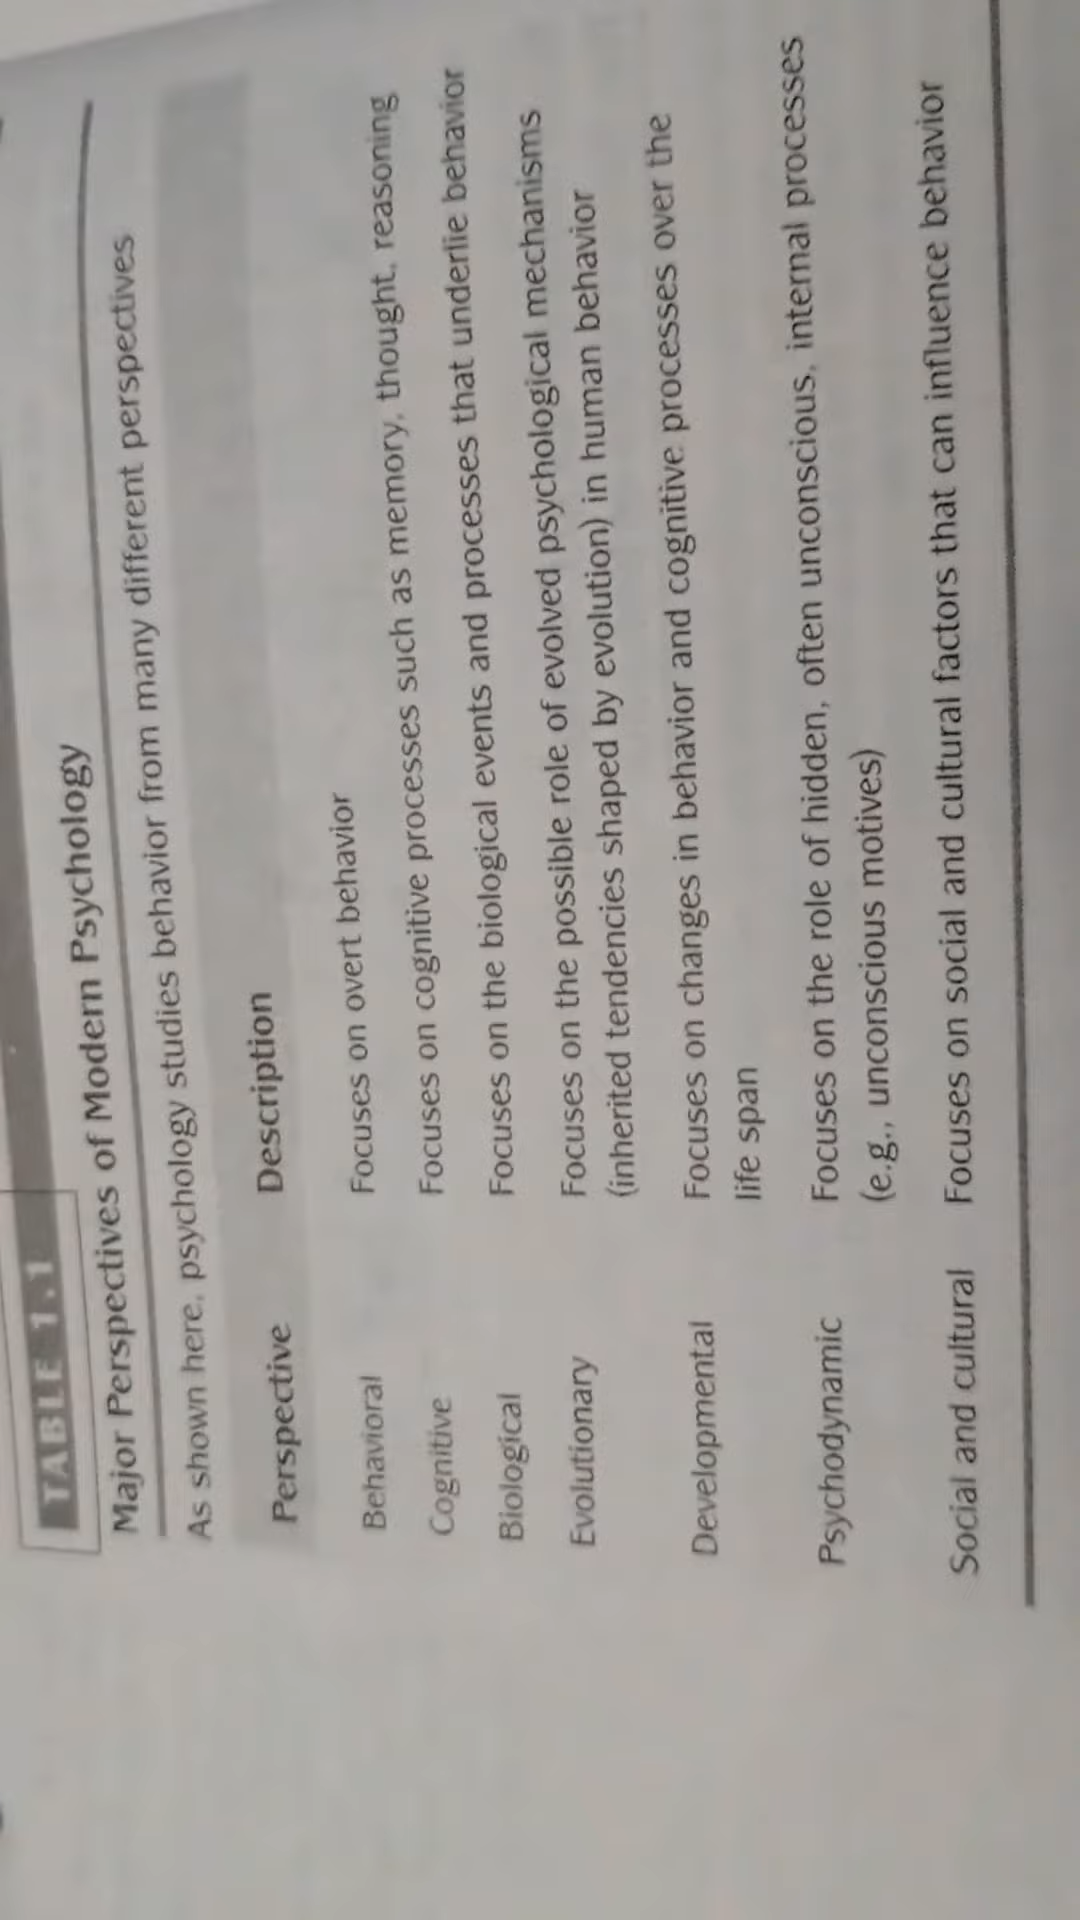 TABLE 1.1
Major Perspectives of Modern Psychology
As shown here, psychology studies behavior from many different perspectives
Perspective Description
Behavioral Focuses on overt behavior
Cognitive Focuses on cognitive processes such as memory, thought, reasoning
Biological Focuses on the biological events and processes that underlie behavior
Evolutionary Focuses on the possible role of evolved psychological mechanisms
(inherited tendencies shaped by evolution) in human behavior
Developmental Focuses on changes in behavior and cognitive processes over the
life span
Psychodynamic Focuses on the role of hidden, often unconscious, internal processes
(e.g., unconscious motives)
Social and cultural Focuses on social and cultural factors that can influence behavior